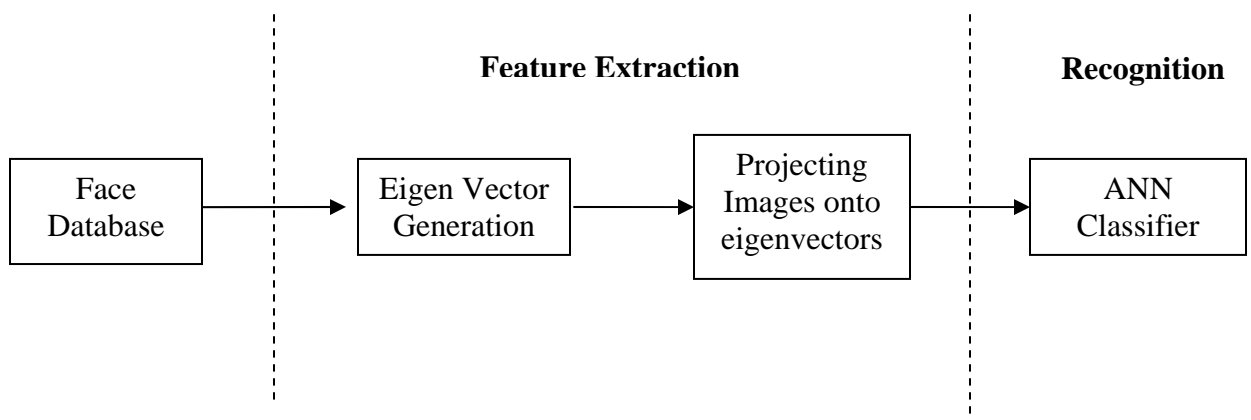 Feature Extraction
Recognition
Face
Database
Eigen Vector
Generation
Projecting
Images onto
eigenvectors
ANN
Classifier